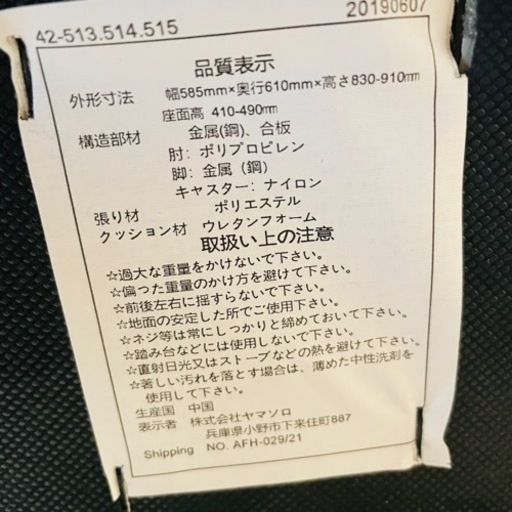 42-513.514.515 20190607
品質表示
外形寸法 幅585mm×奥行610mm×高さ830-910㎜
座面高 410-490㎜
構造部材 金属(鋼)、合板
肘: ポリプロピレン
脚: 金属（鋼）
キャスター: ナイロン
張り材 ポリエステル
クッション材 ウレタンフォーム
取扱い上の注意
☆過大な重量をかけないで下さい。
☆偏った重量のかけ方を避けて下さい。
☆前後左右に揺すらないで下さい。
☆地面の安定した所でご使用下さい。
☆ネジ等は常にしっかりと締めておいて下さい。
☆踏み台などには使用しないで下さい。
☆直射日光又はストーブなどの熱を避けて下さい。
☆著しい汚れを落とす場合は、薄めた中性洗剤を
使用して下さい。
生産国 中国
表示者 株式会社ヤマソロ
兵庫県小野市下来住町887
Shipping NO. AFH-029/21